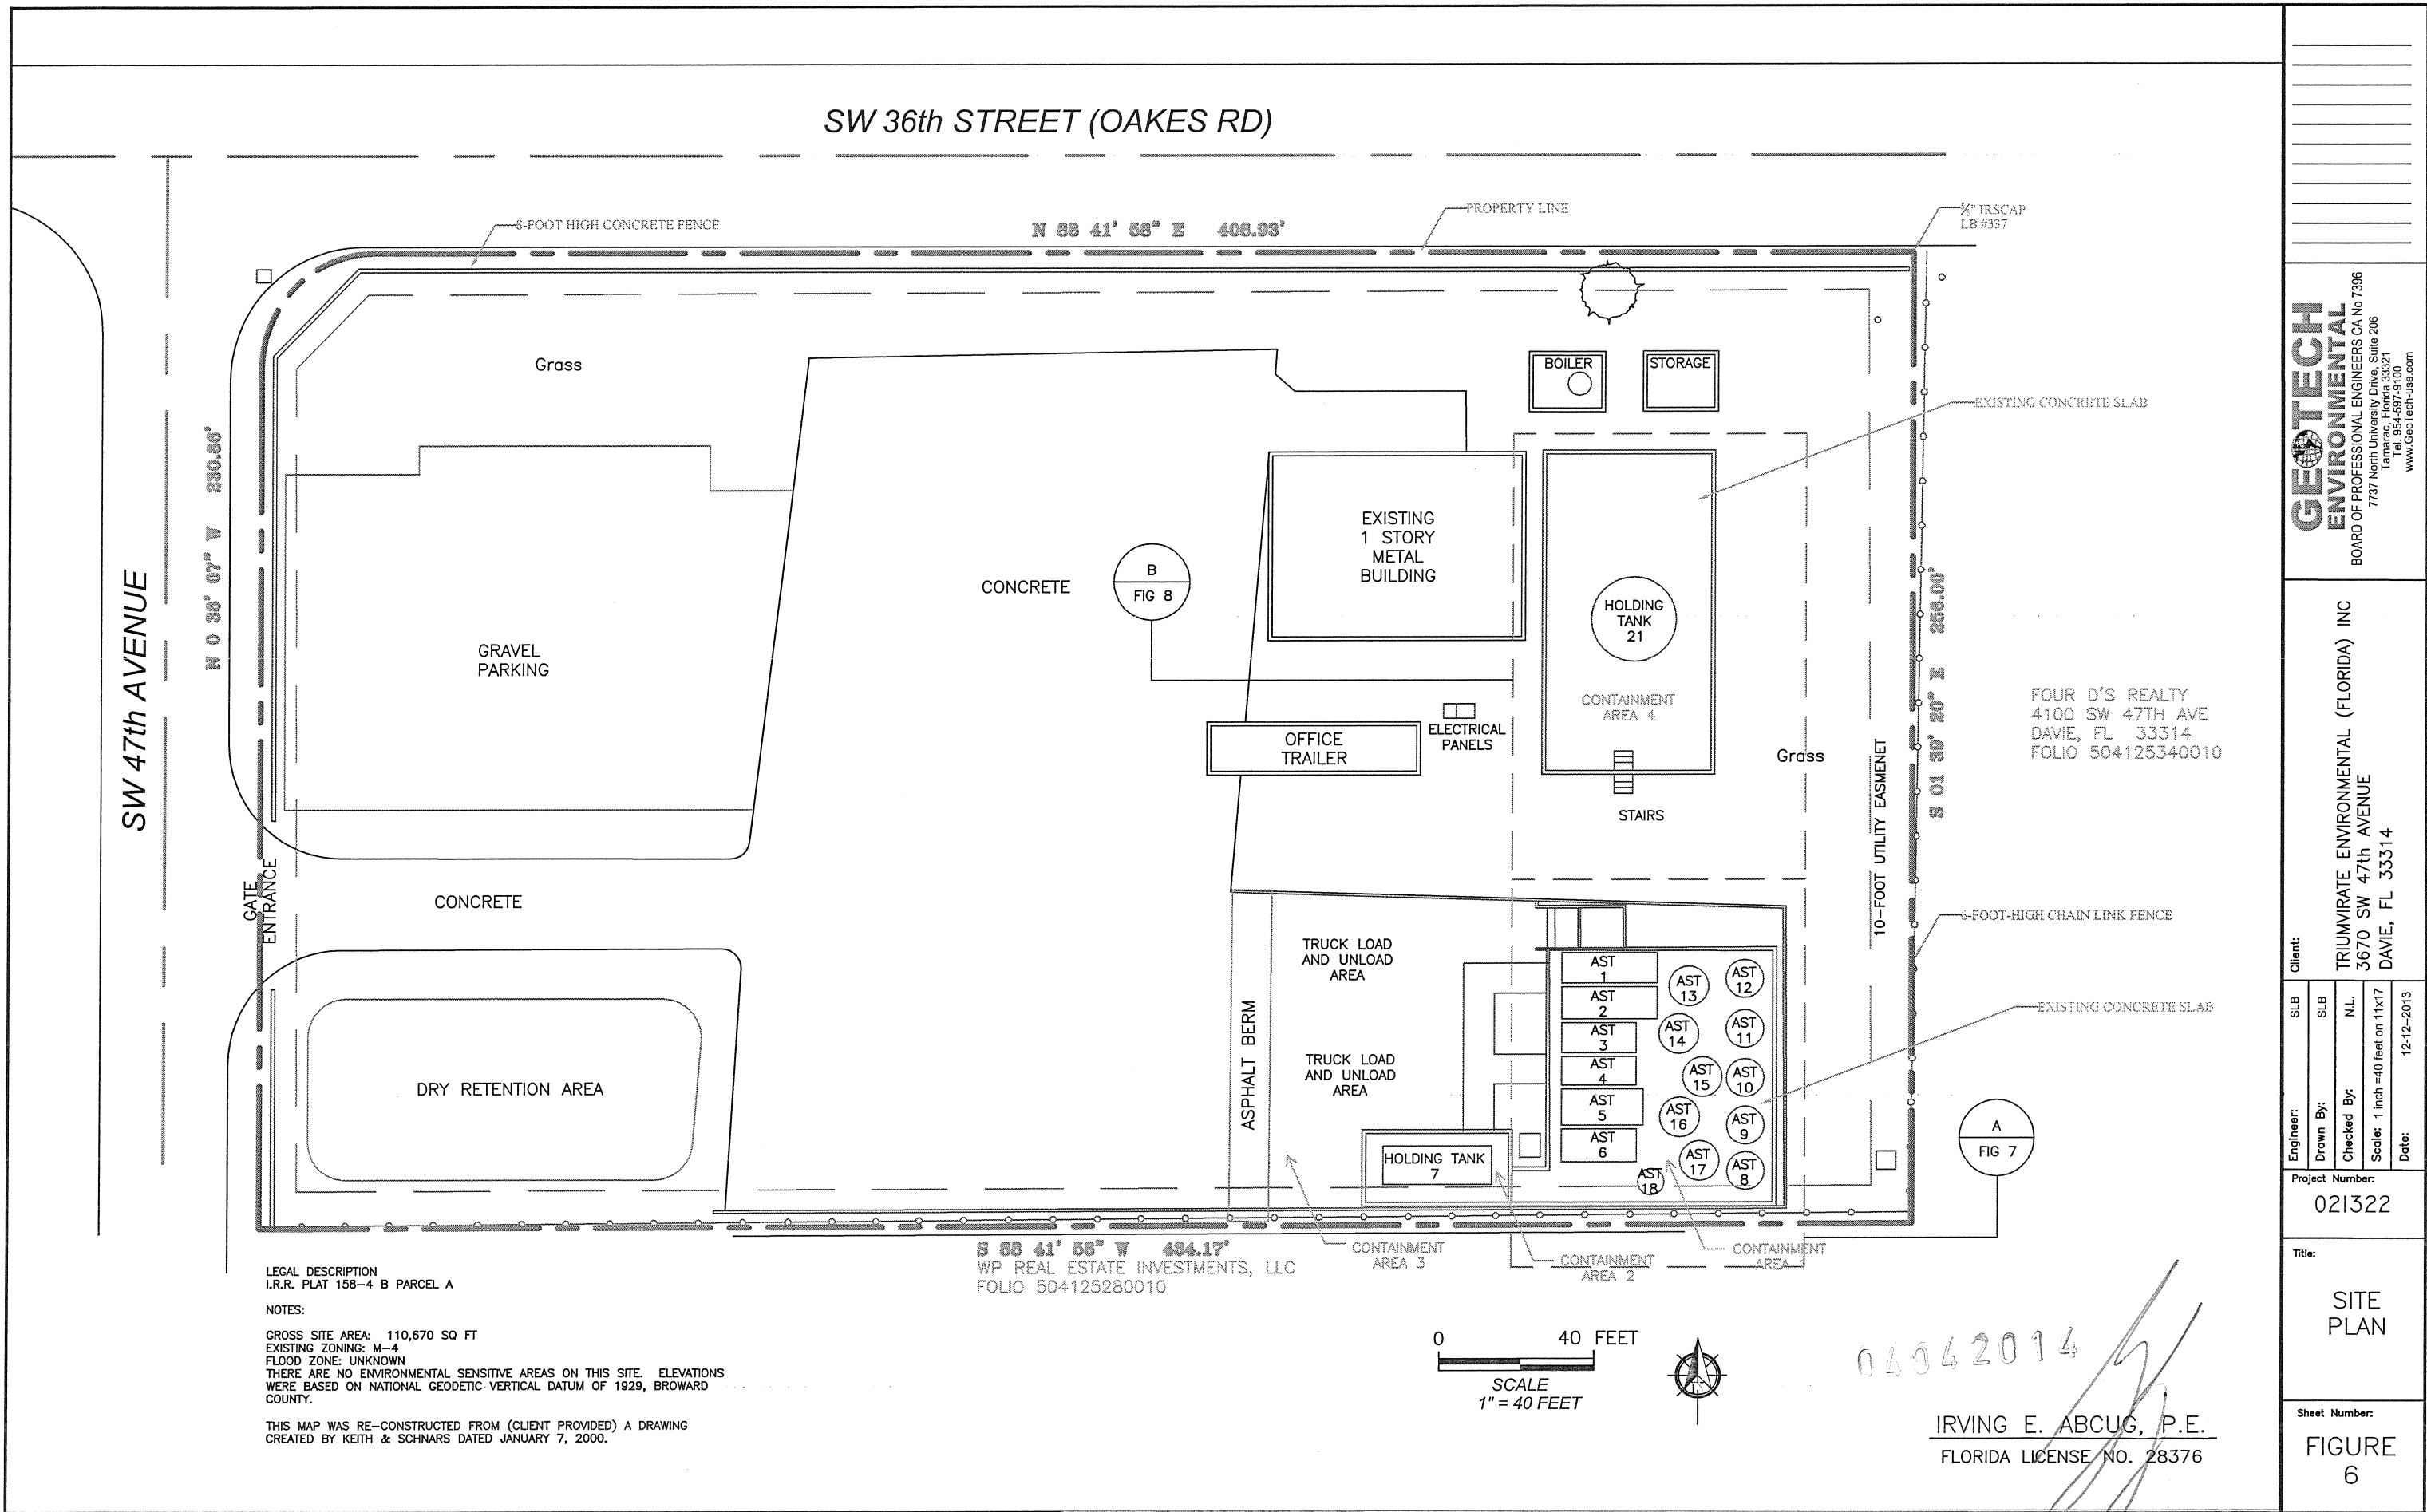 SW 36th STREET (OAKES RD)
8-FOOT HIGH CONCRETE FENCE
N 88 41' 58" E 408.93'
PROPERTY LINE
5/8" IRSCAP
LB #337
Grass
BOILER
STORAGE
EXISTING CONCRETE SLAB
N 0 38' 07" W 230.86'
SW 47th AVENUE
GRAVEL
PARKING
CONCRETE
B
FIG 8
EXISTING
1 STORY
METAL
BUILDING
HOLDING
TANK
21
CONTAINMENT
AREA 4
ELECTRICAL
PANELS
OFFICE
TRAILER
STAIRS
Grass
10-FOOT UTILITY EASMENET
S 01 39' 20" E 256.00'
FOUR D'S REALTY
4100 SW 47TH AVE
DAVIE, FL 33314
FOLIO 504125340010
GATE
ENTRANCE
CONCRETE
6-FOOT-HIGH CHAIN LINK FENCE
TRUCK LOAD
AND UNLOAD
AREA
TRUCK LOAD
AND UNLOAD
AREA
ASPHALT BERM
DRY RETENTION AREA
AST
1
AST
2
AST
3
AST
4
AST
5
AST
6
AST
13
AST
12
AST
14
AST
11
AST
15
AST
10
AST
16
AST
9
AST
17
AST
8
AST
18
HOLDING TANK
7
EXISTING CONCRETE SLAB
A
FIG 7
S 88 41' 58" W 434.17'
WP REAL ESTATE INVESTMENTS, LLC
FOLIO 504125280010
CONTAINMENT
AREA 3
CONTAINMENT
AREA 2
CONTAINMENT
AREA 1
LEGAL DESCRIPTION
I.R.R. PLAT 158-4 B PARCEL A
NOTES:
GROSS SITE AREA: 110,670 SQ FT
EXISTING ZONING: M-4
FLOOD ZONE: UNKNOWN
THERE ARE NO ENVIRONMENTAL SENSITIVE AREAS ON THIS SITE. ELEVATIONS
WERE BASED ON NATIONAL GEODETIC VERTICAL DATUM OF 1929, BROWARD
COUNTY.
THIS MAP WAS RE-CONSTRUCTED FROM (CLIENT PROVIDED) A DRAWING
CREATED BY KEITH & SCHNARS DATED JANUARY 7, 2000.
0 40 FEET
SCALE
1" = 40 FEET
N
04042014
IRVING E. ABCUG, P.E.
FLORIDA LICENSE NO. 28376
GEOTECH
ENVIRONMENTAL
BOARD OF PROFESSIONAL ENGINEERS CA No 7396
7737 North University Drive, Suite 206
Tamarac, Florida 33321
Tel. 954-597-9100
www.GeoTech-usa.com
Client:
TRIUMVIRATE ENVIRONMENTAL (FLORIDA) INC
3670 SW 47th AVENUE
DAVIE, FL 33314
Engineer: SLB
Drawn By: SLB
Checked By: N.L.
Scale: 1 inch =40 feet on 11x17
Date: 12-12-2013
Project Number:
021322
Title:
SITE
PLAN
Sheet Number:
FIGURE
6